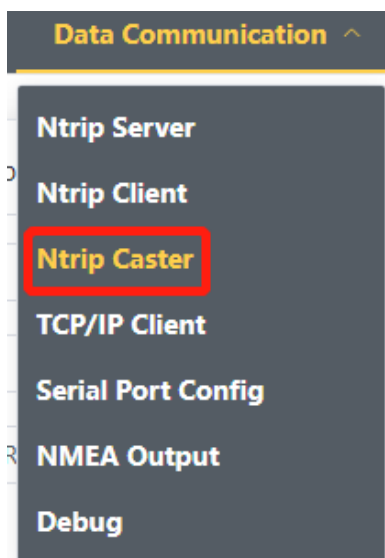 Data Communication
Ntrip Server
Ntrip Client
Ntrip Caster
TCP/IP Client
Serial Port Config
NMEA Output
Debug